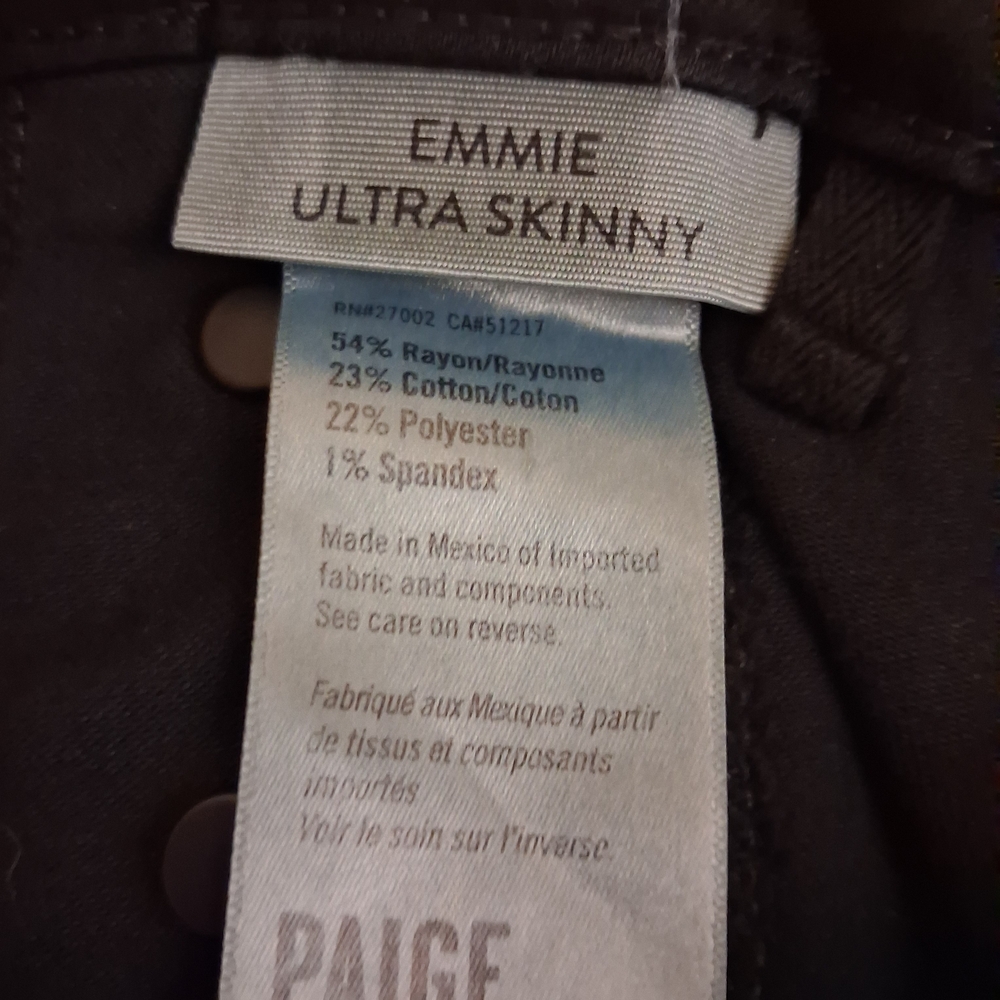 EMMIE
ULTRA SKINNY
RN#27002 CA#51217
54% Rayon/Rayonne
23% Cotton/Coton
22% Polyester
1% Spandex
Made in Mexico of Imported
fabric and components.
See care on reverse.
Fabriqué aux Mexique à partir
de tissus et composants
importés
Voir le soin sur l'inverse.
PAIGE